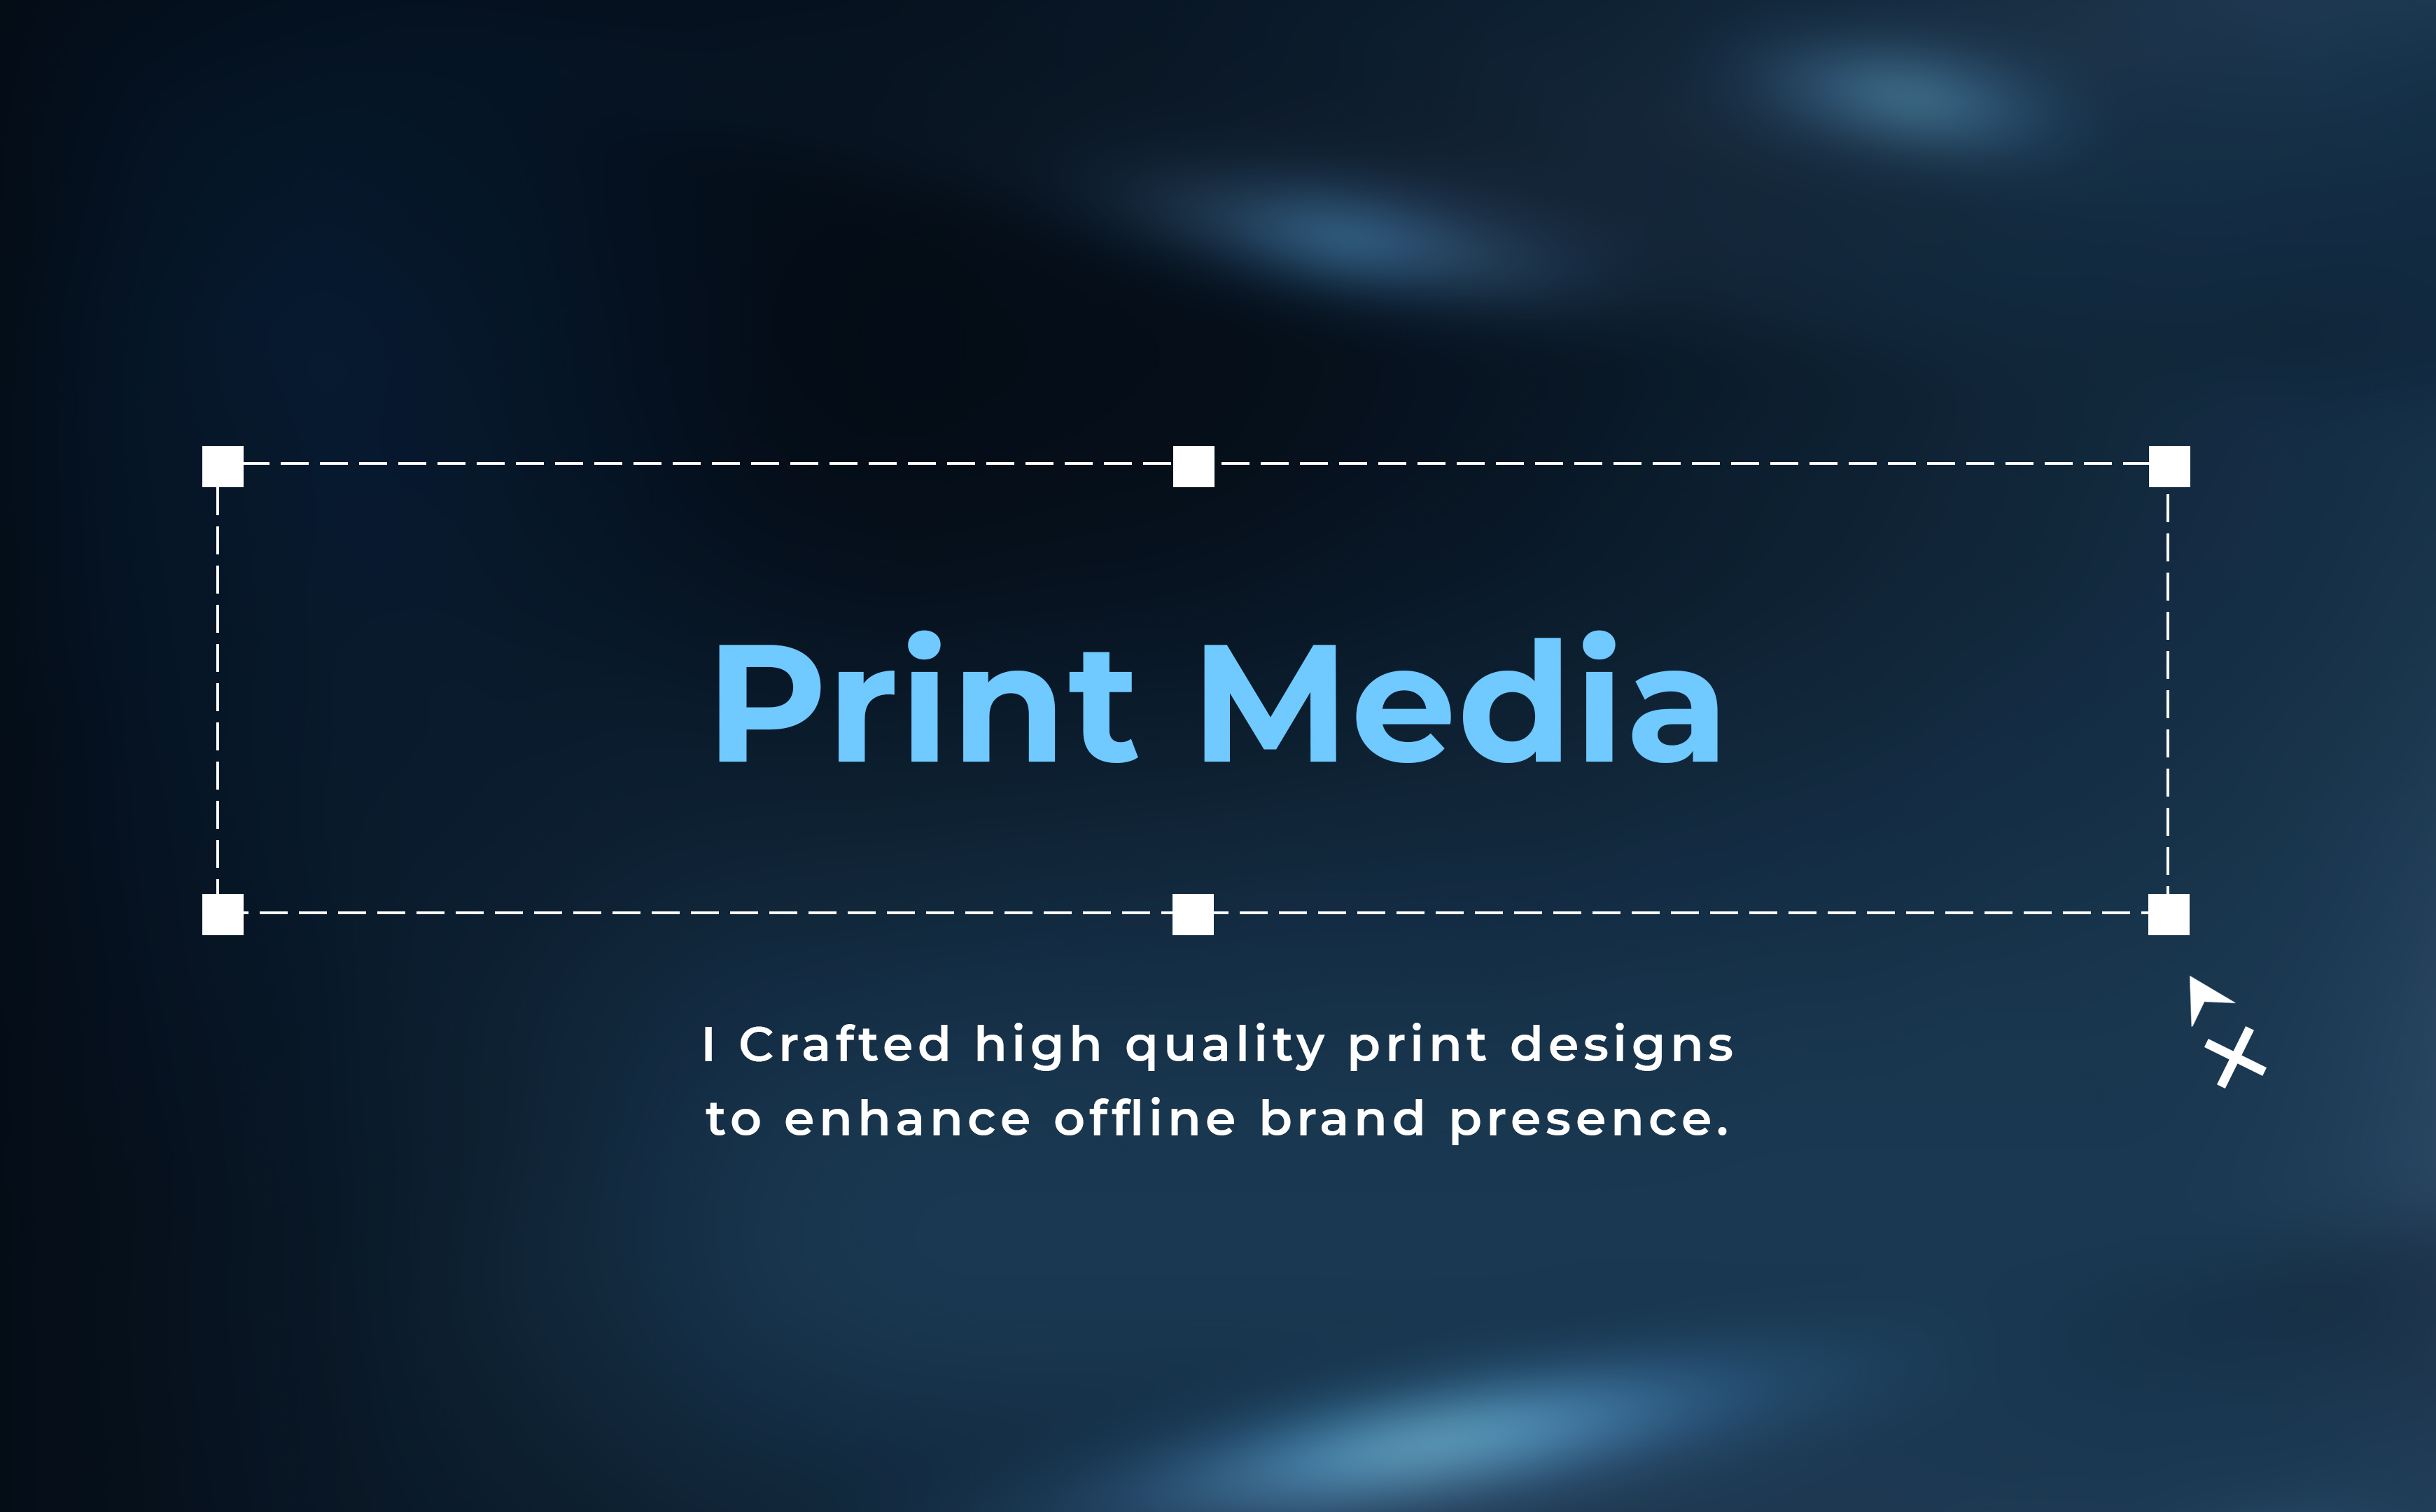 Print Media
I Crafted high quality print designs
to enhance offline brand presence.